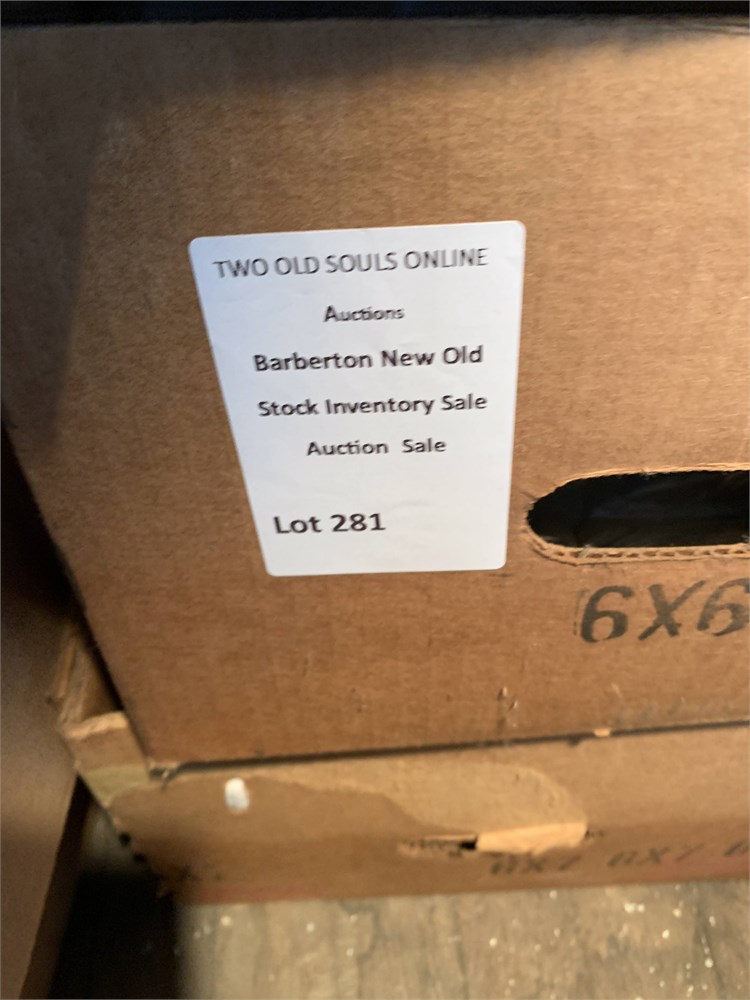 TWO OLD SOULS ONLINE
Auctions
Barberton New Old
Stock Inventory Sale
Auction Sale
Lot 281
6X6